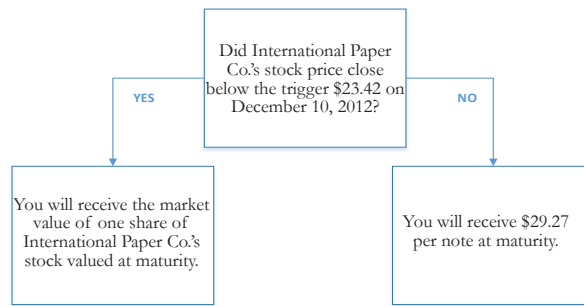 Did International Paper
Co.'s stock price close
below the trigger $23.42 on
December 10, 2012?
YES
NO
You will receive the market
value of one share of
International Paper Co.'s
stock valued at maturity.
You will receive $29.27
per note at maturity.